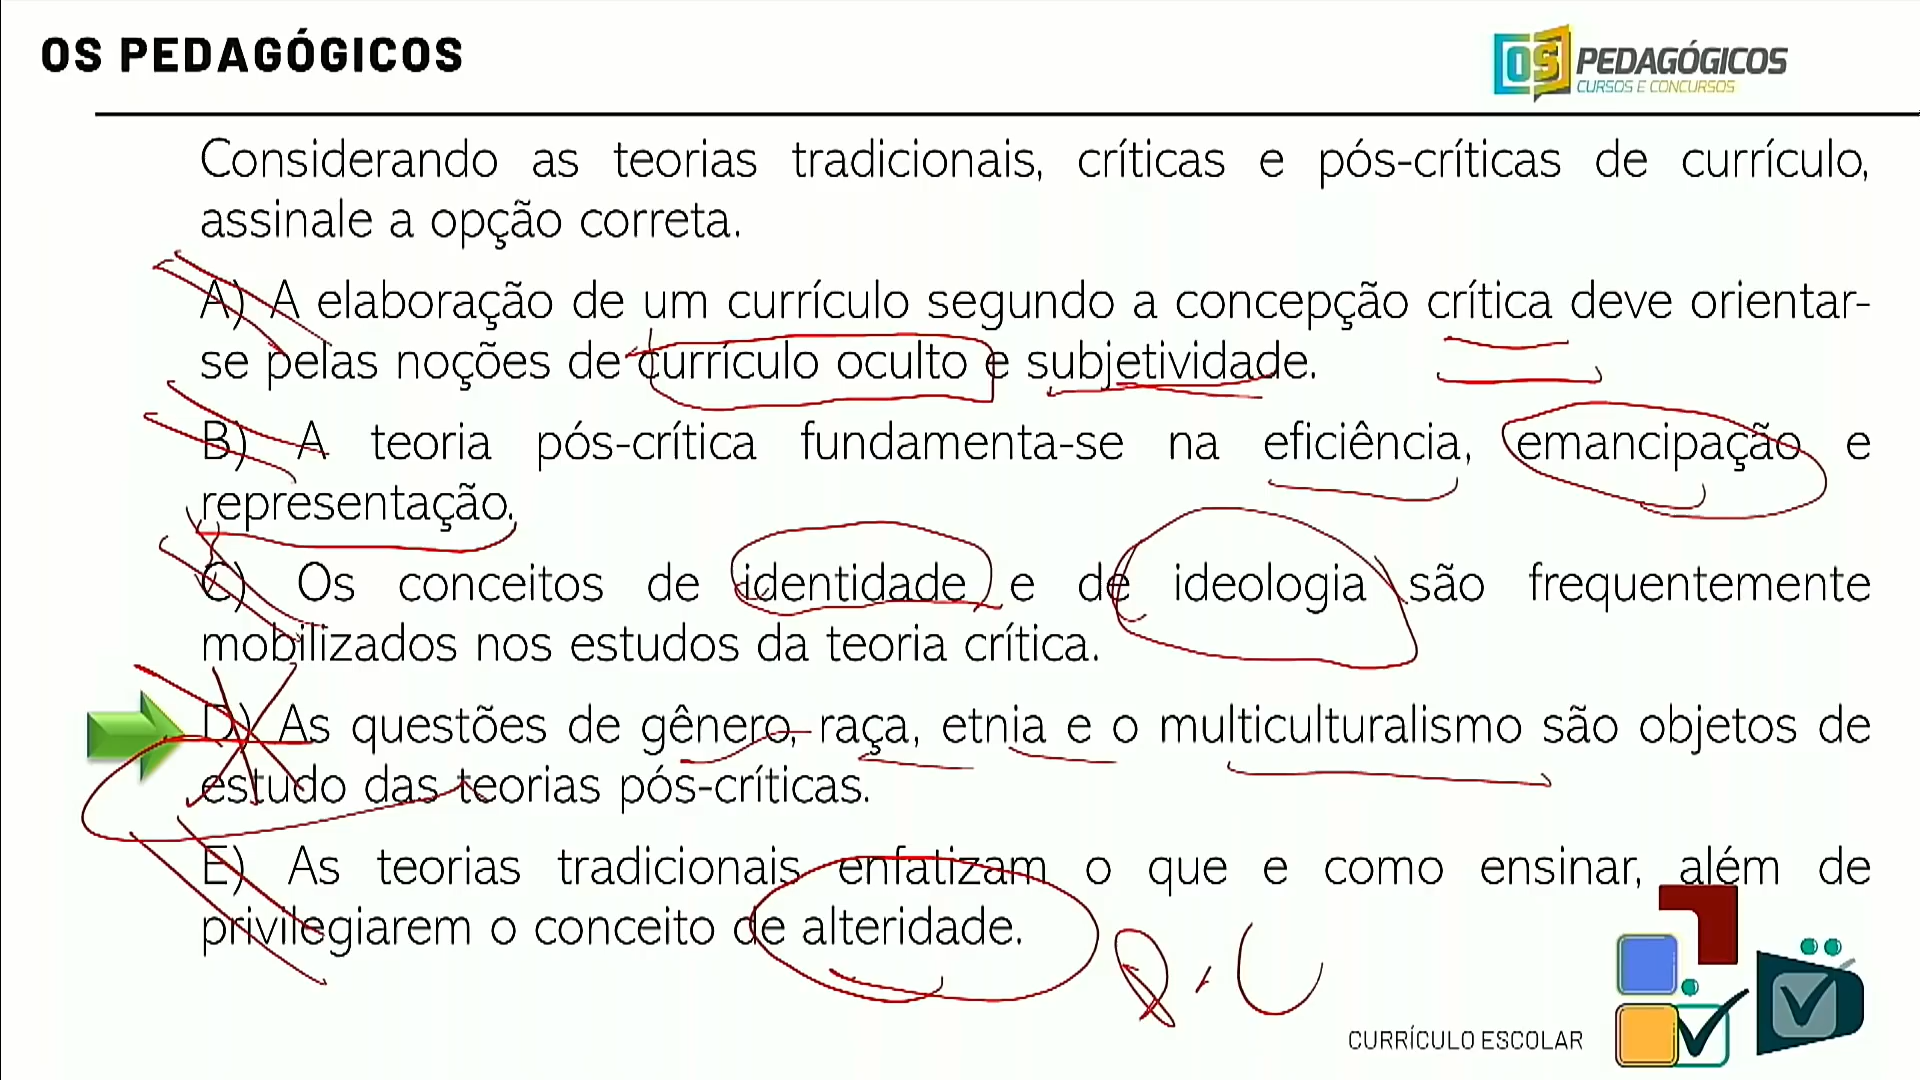 OS PEDAGÓGICOS
OS PEDAGÓGICOS
CURSOS E CONCURSOS
Considerando as teorias tradicionais, críticas e pós-críticas de currículo,
assinale a opção correta.
A) A elaboração de um currículo segundo a concepção crítica deve orientar-
se pelas noções de currículo oculto e subjetividade.
B) A teoria pós-crítica fundamenta-se na eficiência, emancipação e
representação.
C) Os conceitos de identidade e de ideologia são frequentemente
mobilizados nos estudos da teoria crítica.
D) As questões de gênero, raça, etnia e o multiculturalismo são objetos de
estudo das teorias pós-críticas.
E) As teorias tradicionais enfatizam o que e como ensinar, além de
privilegiarem o conceito de alteridade.
CURRÍCULO ESCOLAR